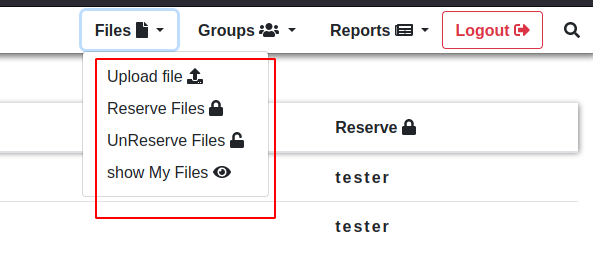 Files Groups Reports Logout
Upload file
Reserve Files
UnReserve Files
show My Files
Reserve
tester
tester